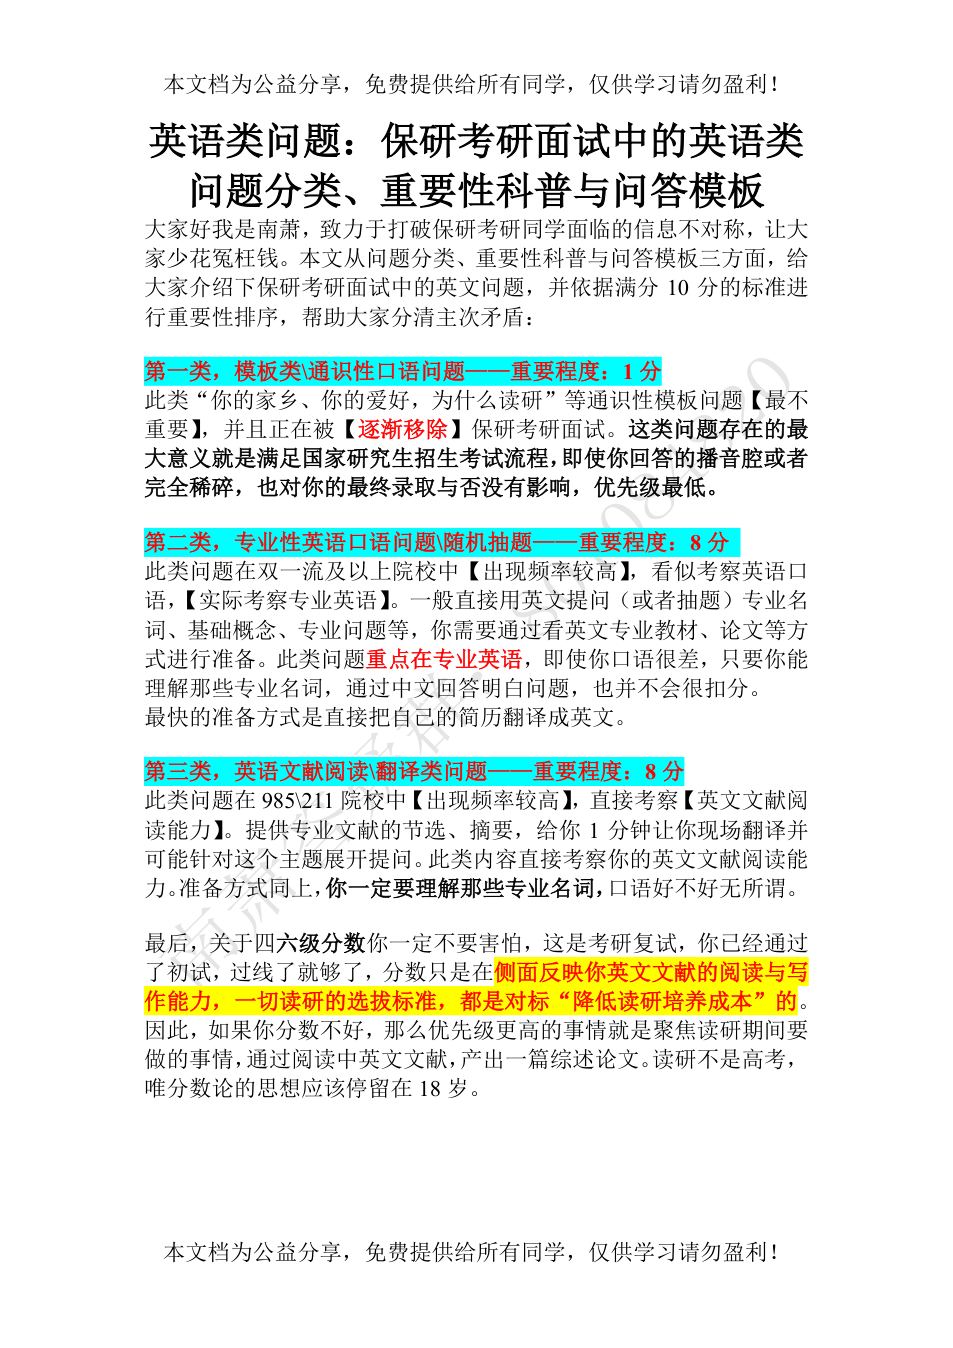 本文档为公益分享，免费提供给所有同学，仅供学习请勿盈利！
英语类问题：保研考研面试中的英语类
问题分类、重要性科普与问答模板
大家好我是南萧，致力于打破保研考研同学面临的信息不对称，让大
家少花冤枉钱。本文从问题分类、重要性科普与问答模板三方面，给
大家介绍下保研考研面试中的英文问题，并依据满分 10 分的标准进
行重要性排序，帮助大家分清主次矛盾：
第一类，模板类\通识性口语问题——重要程度：1 分
此类“你的家乡、你的爱好，为什么读研”等通识性模板问题【最不
重要】，并且正在被【逐渐移除】保研考研面试。这类问题存在的最
大意义就是满足国家研究生招生考试流程，即使你回答的播音腔或者
完全稀碎，也对你的最终录取与否没有影响，优先级最低。
第二类，专业性英语口语问题\随机抽题——重要程度：8 分
此类问题在双一流及以上院校中【出现频率较高】，看似考察英语口
语，【实际考察专业英语】。一般直接用英文提问（或者抽题）专业名
词、基础概念、专业问题等，你需要通过看英文专业教材、论文等方
式进行准备。此类问题重点在专业英语，即使你口语很差，只要你能
理解那些专业名词，通过中文回答明白问题，也并不会很扣分。
最快的准备方式是直接把自己的简历翻译成英文。
第三类，英语文献阅读\翻译类问题——重要程度：8 分
此类问题在 985\211 院校中【出现频率较高】，直接考察【英文文献阅
读能力】。提供专业文献的节选、摘要，给你 1 分钟让你现场翻译并
可能针对这个主题展开提问。此类内容直接考察你的英文文献阅读能
力。准备方式同上，你一定要理解那些专业名词，口语好不好无所谓。
最后，关于四六级分数你一定不要害怕，这是考研复试，你已经通过
了初试，过线了就够了，分数只是在侧面反映你英文文献的阅读与写
作能力，一切读研的选拔标准，都是对标“降低读研培养成本”的。
因此，如果你分数不好，那么优先级更高的事情就是聚焦读研期间要
做的事情，通过阅读中英文文献，产出一篇综述论文。读研不是高考，
唯分数论的思想应该停留在 18 岁。
本文档为公益分享，免费提供给所有同学，仅供学习请勿盈利！